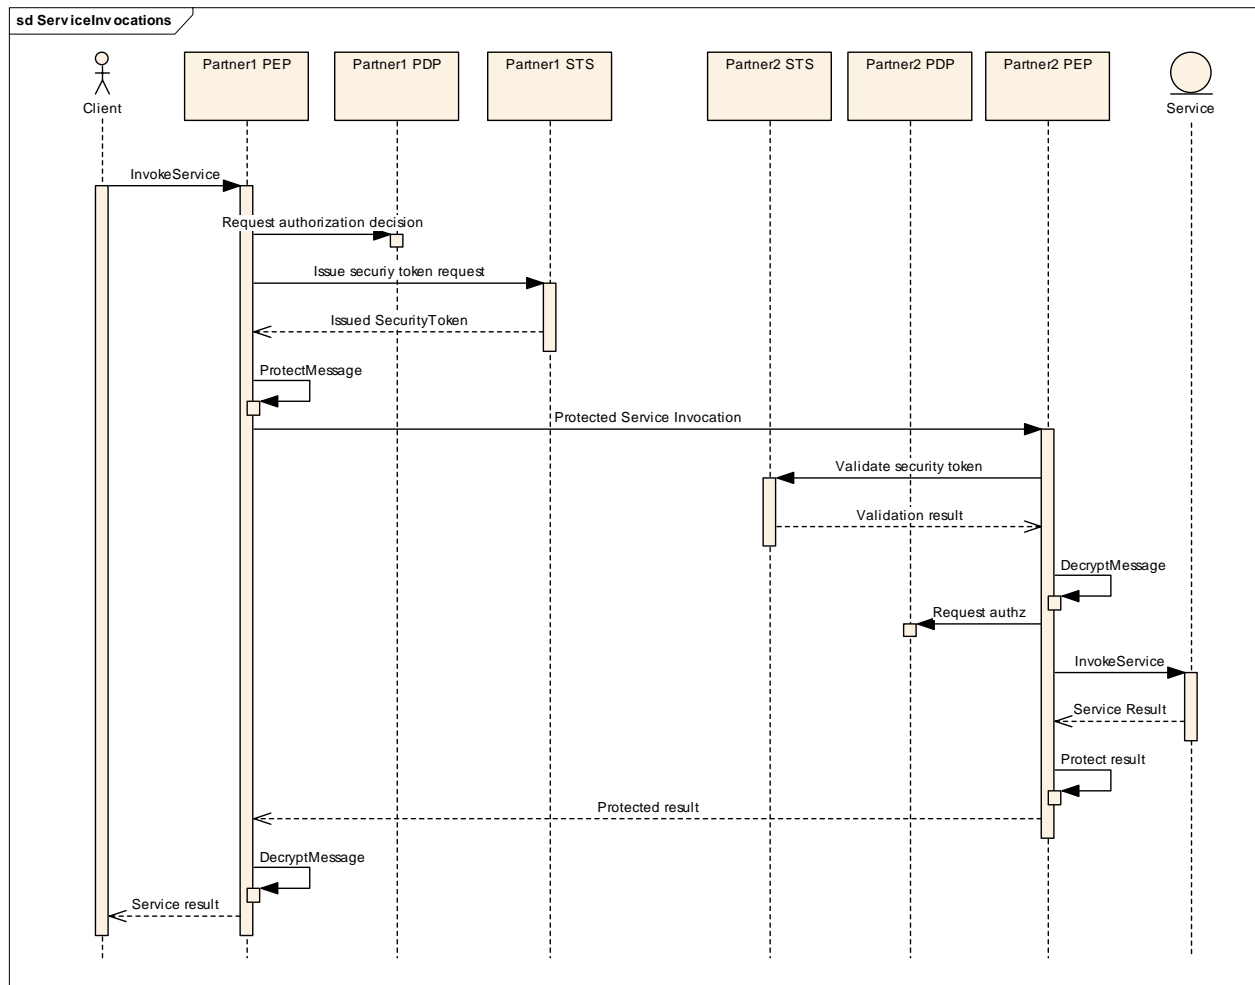 sd ServiceInvocations
Client
Partner1 PEP
Partner1 PDP
Partner1 STS
Partner2 STS
Partner2 PDP
Partner2 PEP
Service
InvokeService
Request authorization decision
Issue securiy token request
Issued SecurityToken
ProtectMessage
Protected Service Invocation
Validate security token
Validation result
DecryptMessage
Request authz
InvokeService
Service Result
Protect result
Protected result
DecryptMessage
Service result